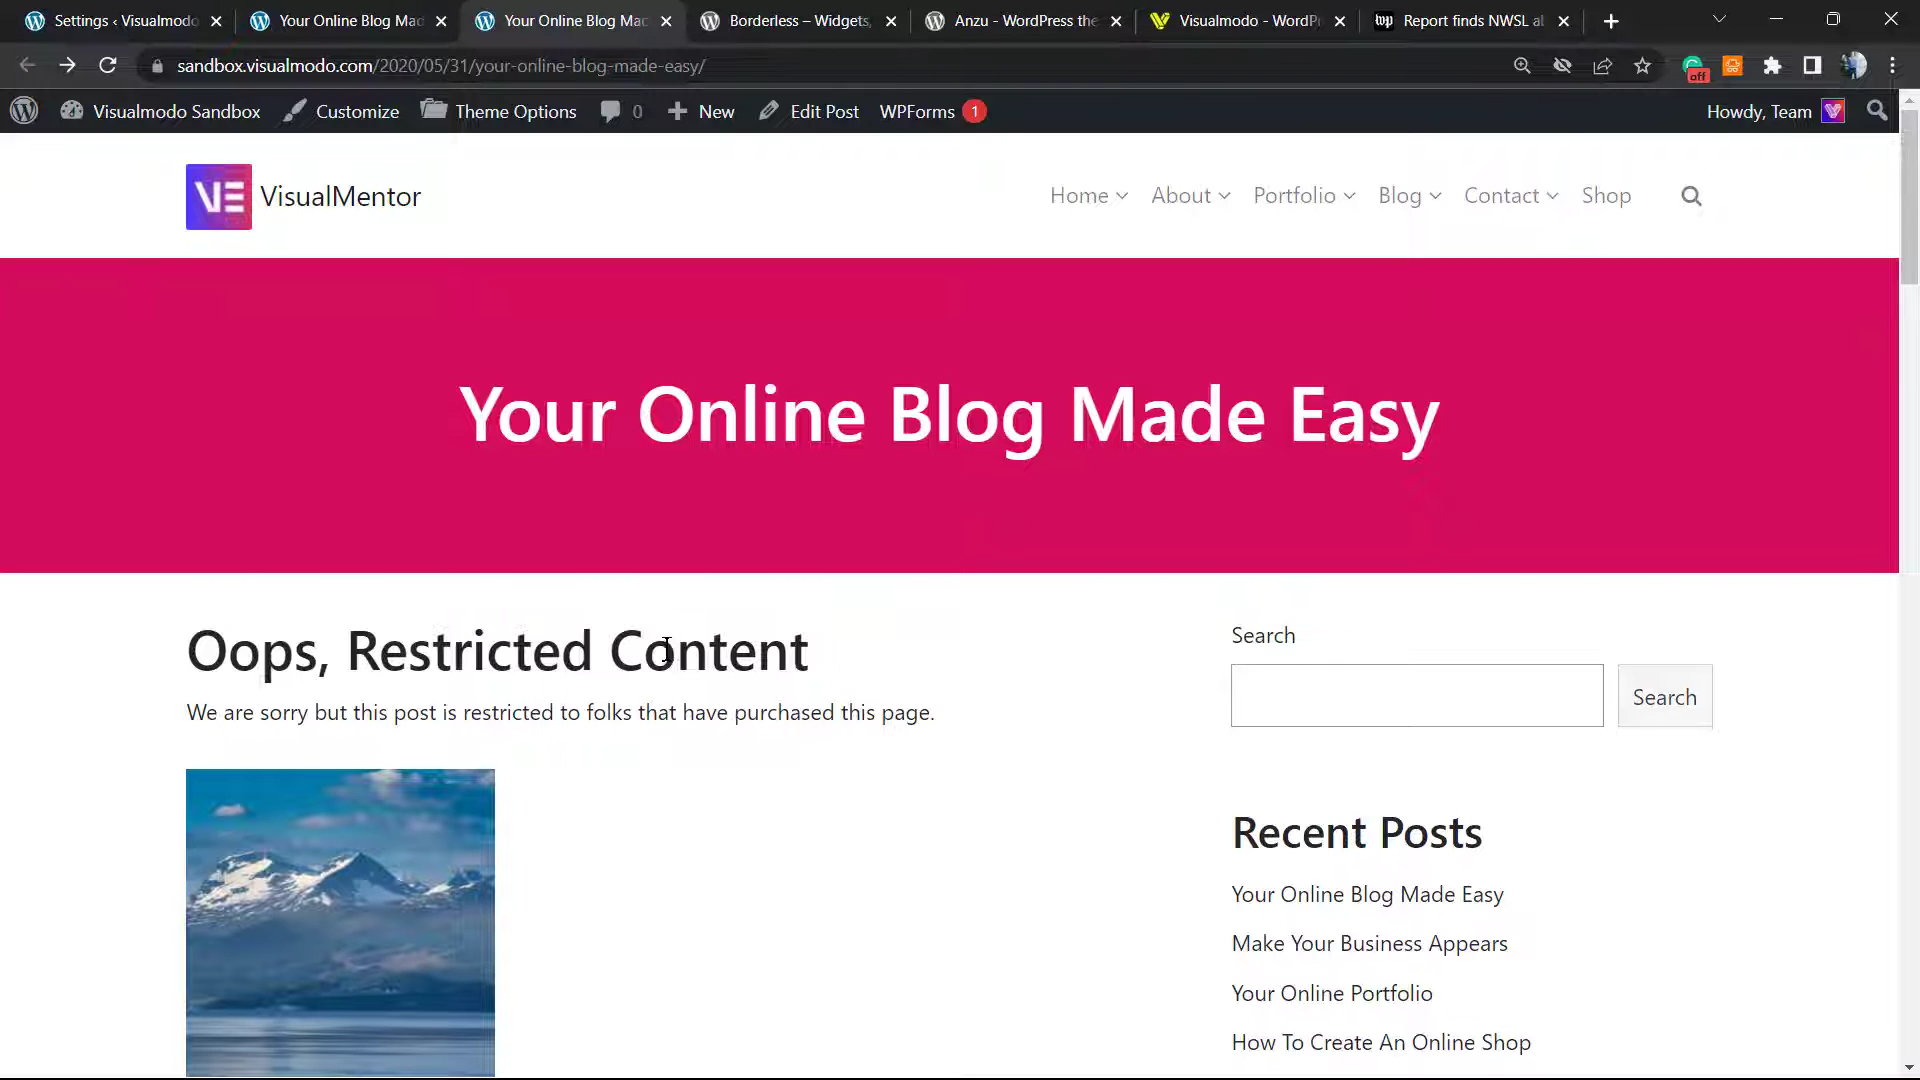 Settings ‹ Visualmodo
Your Online Blog Mad
Your Online Blog Mad
Borderless – Widgets,
Anzu - WordPress the
Visualmodo - WordPr
wp
Report finds NWSL al
sandbox.visualmodo.com/2020/05/31/your-online-blog-made-easy/
off
Visualmodo Sandbox
Customize
Theme Options
0
New
Edit Post
WPForms 1
Howdy, Team
VE VisualMentor
Home
About
Portfolio
Blog
Contact
Shop
Your Online Blog Made Easy
Oops, Restricted Content
We are sorry but this post is restricted to folks that have purchased this page.
Search
Search
Recent Posts
Your Online Blog Made Easy
Make Your Business Appears
Your Online Portfolio
How To Create An Online Shop